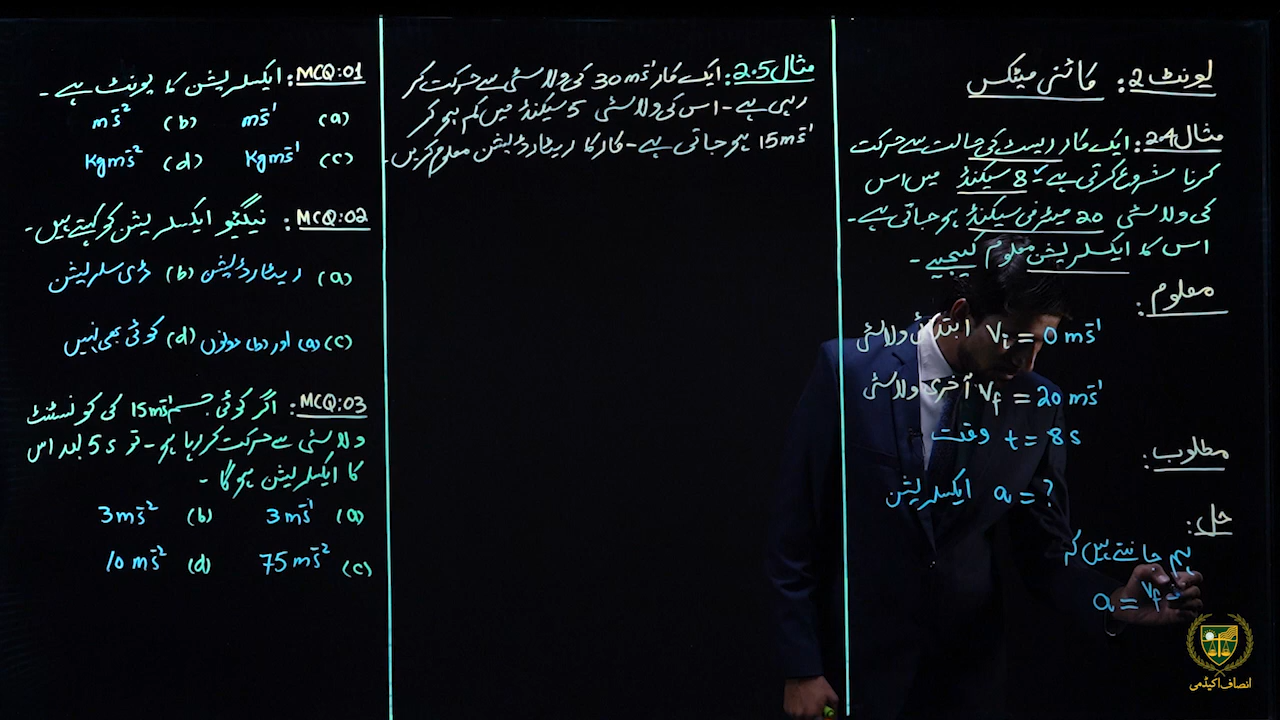 یونٹ 2: کائنی میٹکس
مثال 2.4: ایک کار ریسٹ کی حالت سے حرکت
کرنا شروع کرتی ہے۔ 8 سیکنڈ میں اس
کی ولاسٹی 20 میٹر فی سیکنڈ ہو جاتی ہے۔
اس کا ایکسلریشن معلوم کیجیے۔
معلوم:
ابتدائی ولاسٹی Vi = 0 ms⁻¹
آخری ولاسٹی Vf = 20 ms⁻¹
وقت t = 8 s
مطلوب:
ایکسلریشن a = ?
حل:
ہم جانتے ہیں کہ
a = Vf -
مثال 2.5: ایک کار 30 ms⁻¹ کی ولاسٹی سے حرکت کر
رہی ہے۔ اس کی ولاسٹی 5 سیکنڈ میں کم ہو کر
15 ms⁻¹ ہو جاتی ہے۔ کار کا ریٹارڈیشن معلوم کریں۔
MCQ:01: ایکسلریشن کا یونٹ ہے۔
(a) ms⁻¹ (b) ms⁻²
(c) Kgms⁻¹ (d) Kgms⁻²
MCQ:02: نیگیٹو ایکسلریشن کو کہتے ہیں۔
(a) ریٹارڈیشن (b) ڈی سلریشن
(c) (a) اور (b) دونوں (d) کوئی بھی نہیں
MCQ:03: اگر کوئی جسم 15 ms⁻¹ کی کونسٹنٹ
ولاسٹی سے حرکت کر رہا ہو۔ تو 5 s بعد اس
کا ایکسلریشن ہوگا۔
(a) 3 ms⁻¹ (b) 3 ms⁻²
(c) 75 ms⁻² (d) 10 ms⁻²
انصاف اکیڈمی